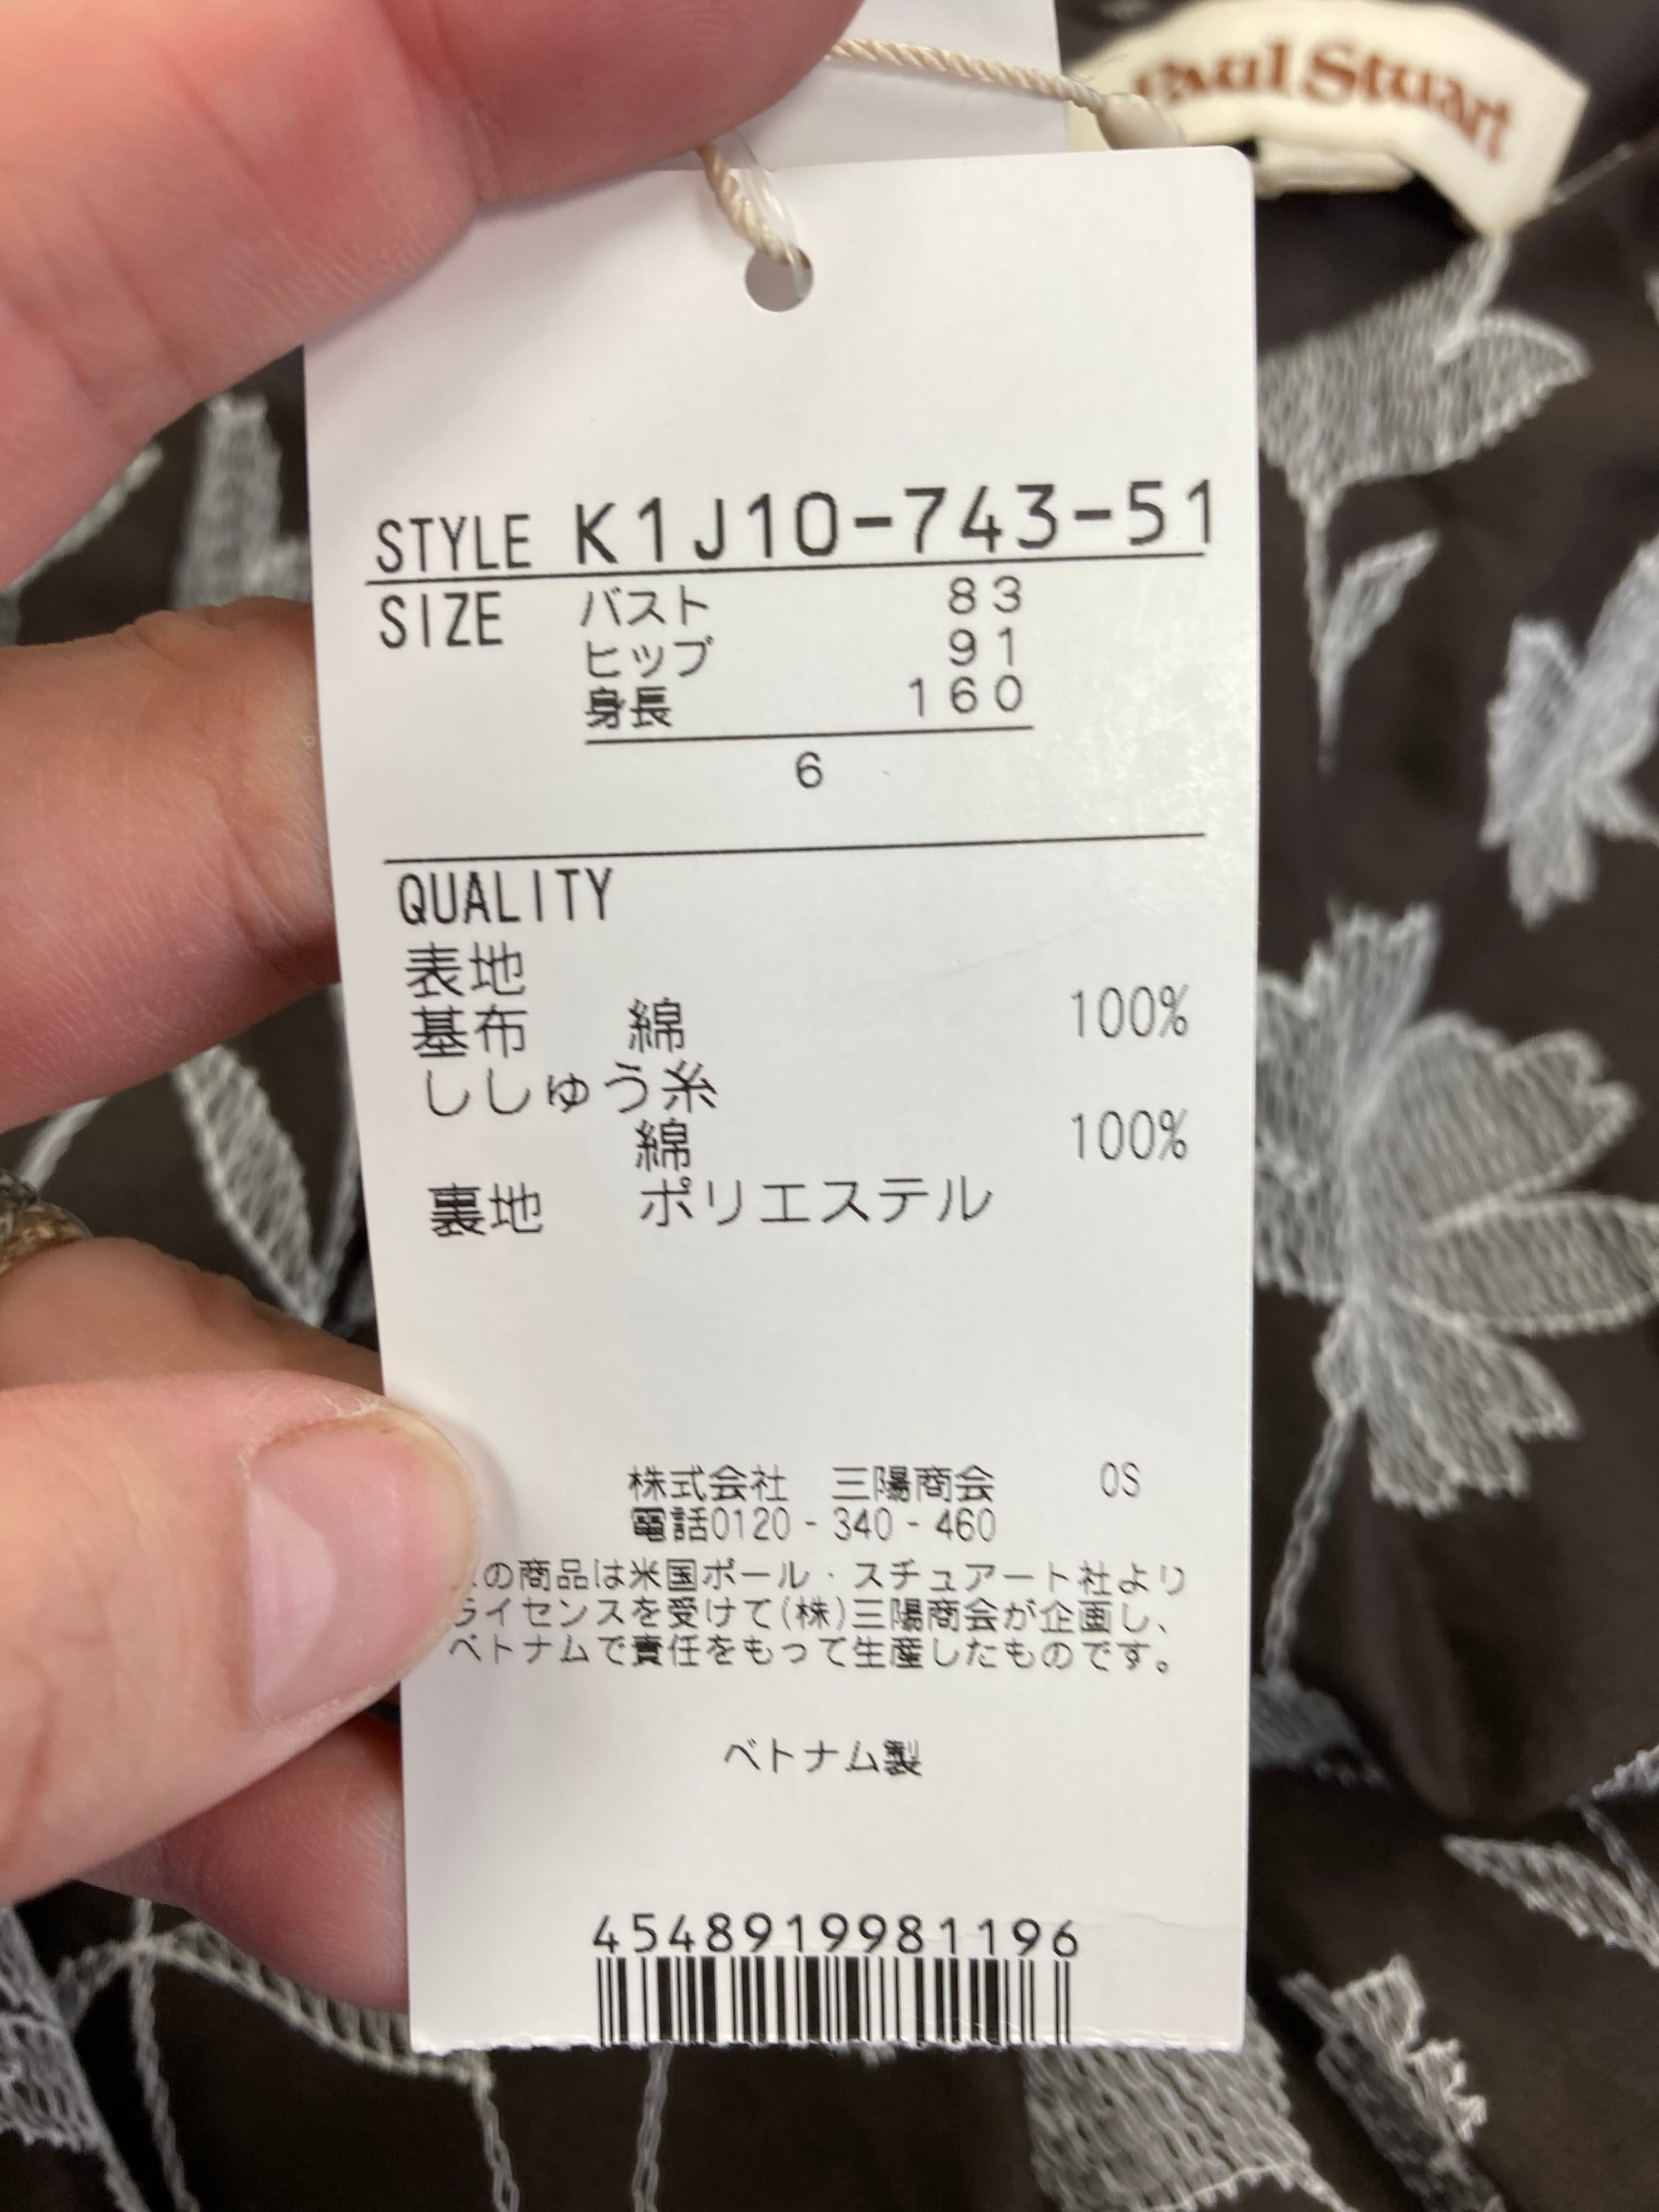 Paul Stuart
STYLE K1J10-743-51
SIZE バスト 83
ヒップ 91
身長 160
6
QUALITY
表地
基布 綿 100%
ししゅう糸
綿 100%
裏地 ポリエステル
株式会社 三陽商会 OS
電話0120-340-460
の商品は米国ポール・スチュアート社より
ライセンスを受けて(株)三陽商会が企画し、
ベトナムで責任をもって生産したものです。
ベトナム製
4548919981196